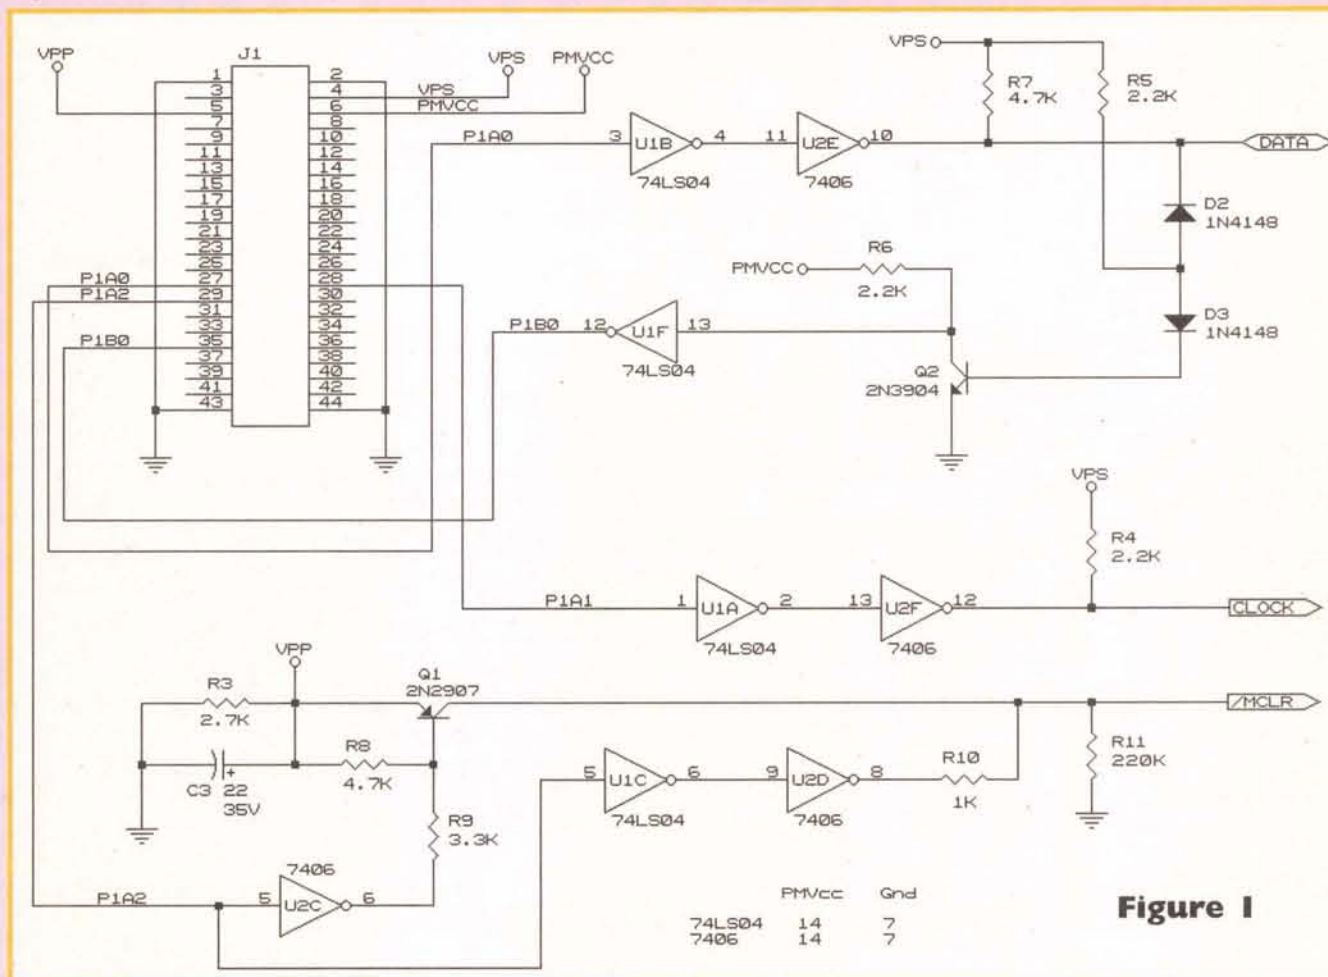 VPP
J1
VPS
PMVCC
VPS
1
2
3
4
VPS
5
6
PMVCC
7
8
9
10
11
12
13
14
15
16
17
18
19
20
21
22
23
24
25
26
P1A0
27
28
P1A2
29
30
31
32
33
34
P1B0
35
36
37
38
39
40
41
42
43
44
R7
4.7K
R5
2.2K
P1A0
3
U1B
4
11
U2E
10
DATA
74LS04
7406
D2
1N4148
R6
PMVCC
2.2K
P1B0
12
U1F
13
74LS04
D3
1N4148
Q2
2N3904
VPS
R4
2.2K
P1A1
1
U1A
2
13
U2F
12
CLOCK
74LS04
7406
VPP
R3
2.7K
Q1
2N2907
/MCLR
R8
4.7K
C3
+
22
35V
R9
3.3K
5
U1C
6
9
U2D
8
R10
1K
74LS04
7406
R11
220K
7406
P1A2
5
U2C
6
PMVcc Gnd
74LS04 14 7
7406 14 7
Figure 1